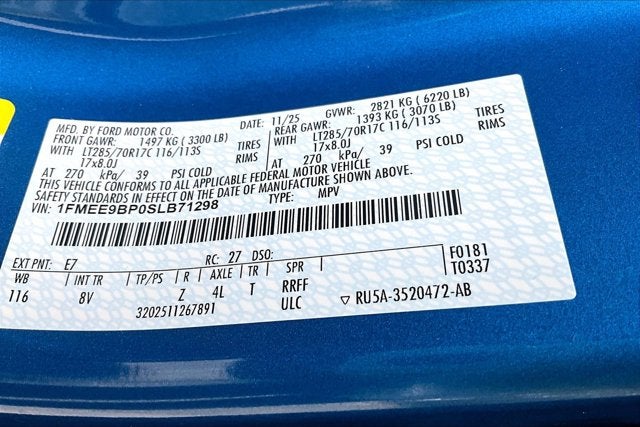 MFD. BY FORD MOTOR CO. DATE: 11/25 GVWR: 2821 KG ( 6220 LB)
FRONT GAWR: 1497 KG ( 3300 LB) REAR GAWR: 1393 KG ( 3070 LB)
WITH LT285/70R17C 116/113S TIRES WITH LT285/70R17C 116/113S TIRES
17x8.0J RIMS 17x8.0J RIMS
AT 270 kPa/ 39 PSI COLD AT 270 kPa/ 39 PSI COLD
THIS VEHICLE CONFORMS TO ALL APPLICABLE FEDERAL MOTOR VEHICLE
SAFETY STANDARDS IN EFFECT ON THE DATE OF MANUFACTURE SHOWN ABOVE.
VIN: 1FMEE9BP0SLB71298 TYPE: MPV
EXT PNT: E7 RC: 27 DSO: F0181
WB INT TR TP/PS R AXLE TR SPR T0337
116 8V Z 4L T RRFF
ULC ▽ RU5A-3520472-AB
3202511267891